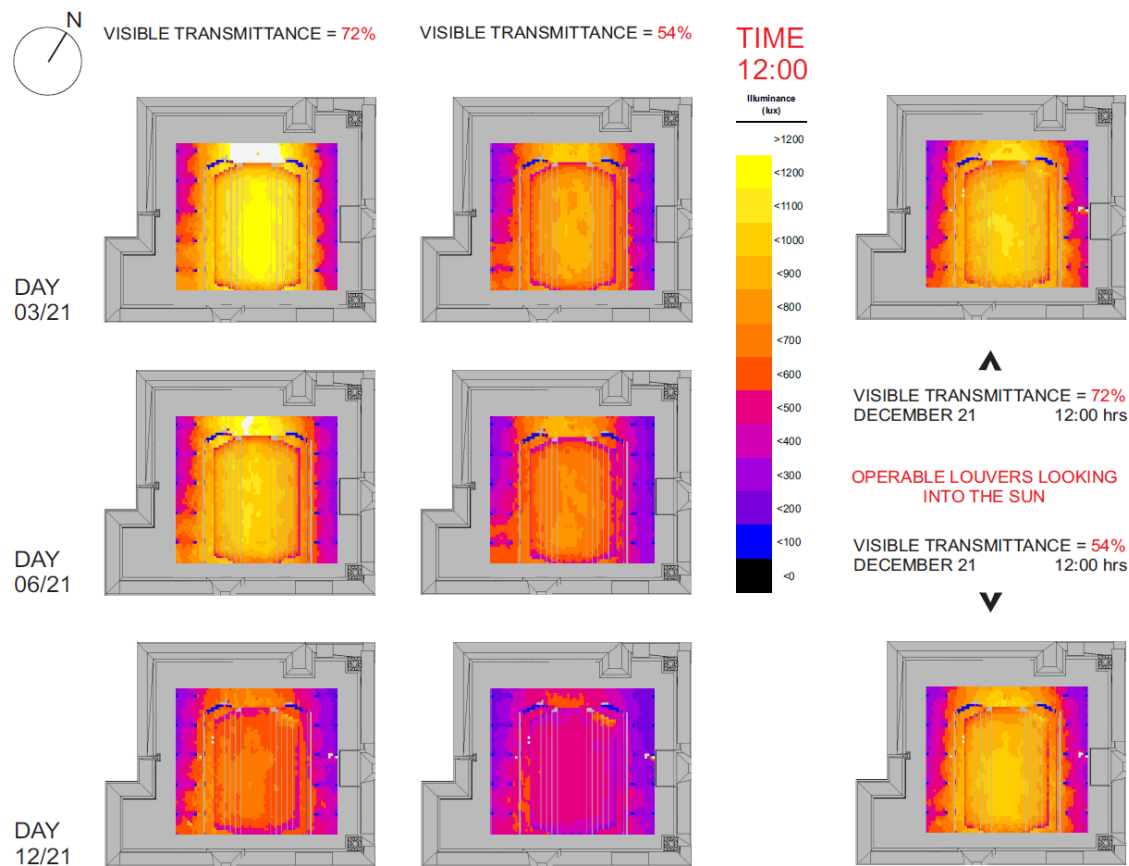 N
VISIBLE TRANSMITTANCE = 72%
VISIBLE TRANSMITTANCE = 54%
TIME
12:00
Illuminance
(lux)
>1200
<1200
<1100
<1000
<900
<800
<700
<600
<500
<400
<300
<200
<100
<0
DAY
03/21
DAY
06/21
DAY
12/21
VISIBLE TRANSMITTANCE = 72%
DECEMBER 21 12:00 hrs
OPERABLE LOUVERS LOOKING
INTO THE SUN
VISIBLE TRANSMITTANCE = 54%
DECEMBER 21 12:00 hrs